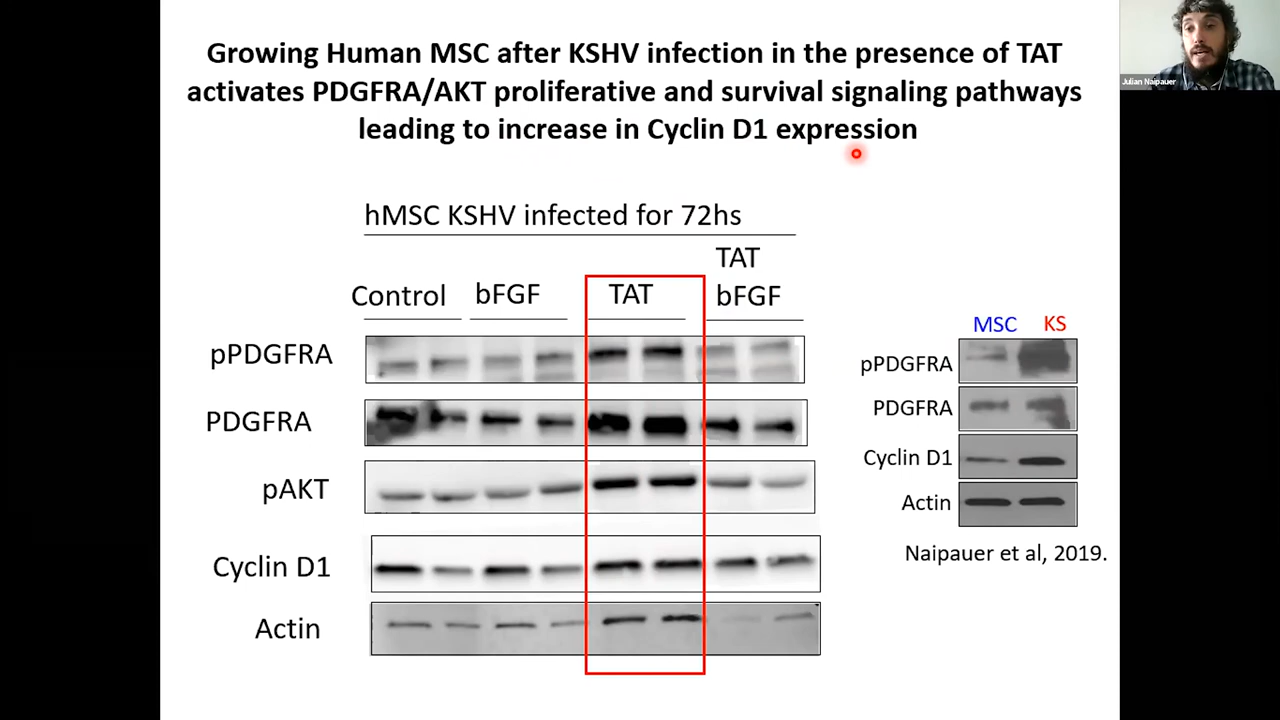 Growing Human MSC after KSHV infection in the presence of TAT
activates PDGFRA/AKT proliferative and survival signaling pathways
leading to increase in Cyclin D1 expression
Julian Naipauer
hMSC KSHV infected for 72hs
Control
bFGF
TAT
TAT
bFGF
pPDGFRA
PDGFRA
pAKT
Cyclin D1
Actin
MSC
KS
pPDGFRA
PDGFRA
Cyclin D1
Actin
Naipauer et al, 2019.